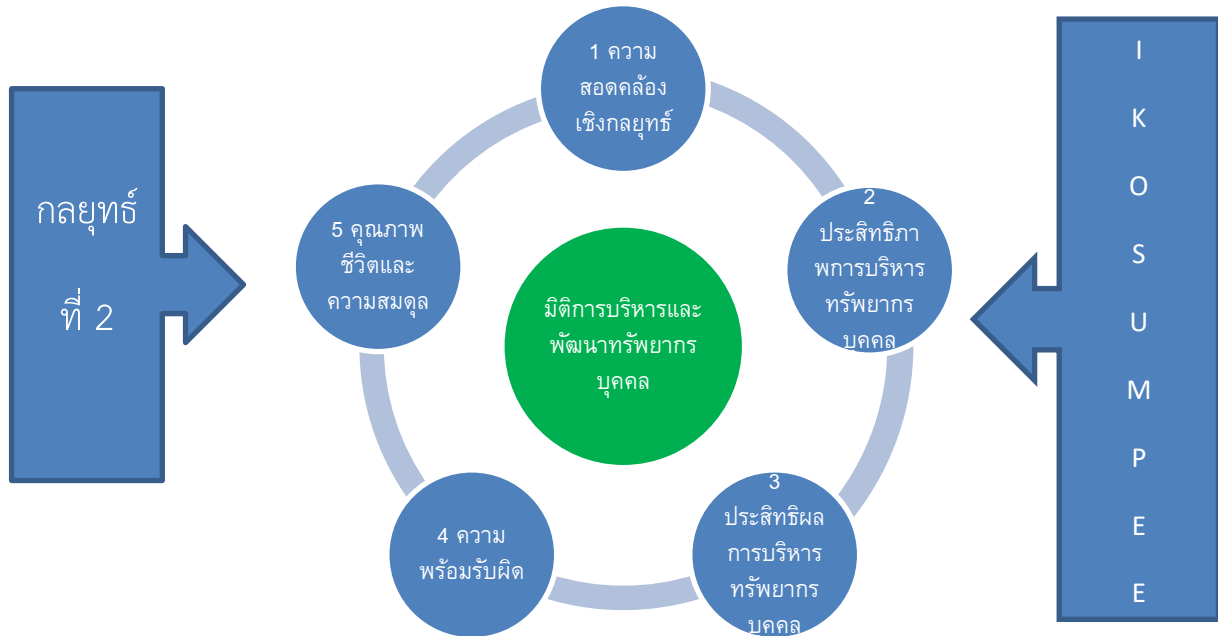 กลยุทธ์
ที่ 2
1 ความ
สอดคล้อง
เชิงกลยุทธ์
2
ประสิทธิภา
พการบริหาร
ทรัพยากร
บุคคล
3
ประสิทธิผล
การบริหาร
ทรัพยากร
บุคคล
4 ความ
พร้อมรับผิด
5 คุณภาพ
ชีวิตและ
ความสมดุล
มิติการบริหารและ
พัฒนาทรัพยากร
บุคคล
I
K
O
S
U
M
P
E
E